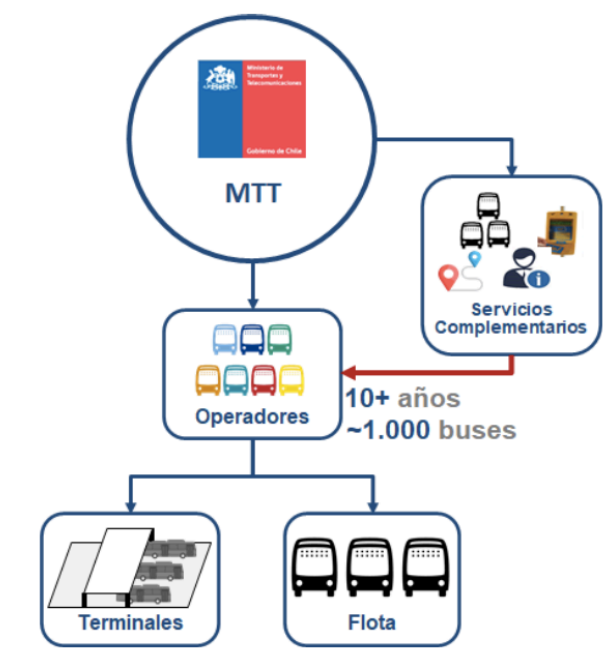 Ministerio de
Transportes y
Telecomunicaciones
Gobierno de Chile
MTT
Servicios
Complementarios
Operadores
10+ años
~1.000 buses
Terminales
Flota